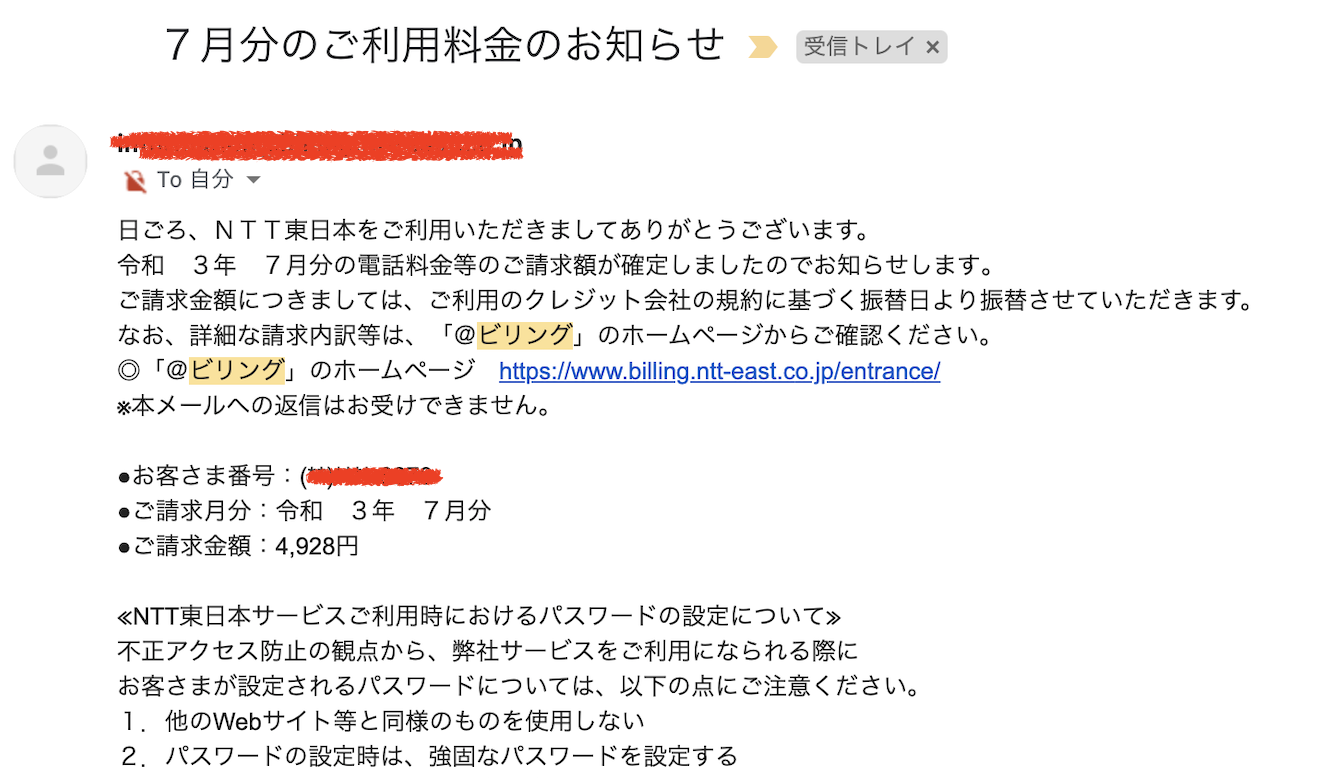 ７月分のご利用料金のお知らせ 受信トレイ ×
To 自分
日ごろ、ＮＴＴ東日本をご利用いただきましてありがとうございます。
令和　３年　７月分の電話料金等のご請求額が確定しましたのでお知らせします。
ご請求金額につきましては、ご利用のクレジット会社の規約に基づく振替日より振替させていただきます。
なお、詳細な請求内訳等は、「@ビリング」のホームページからご確認ください。
◎「@ビリング」のホームページ　https://www.billing.ntt-east.co.jp/entrance/
※本メールへの返信はお受けできません。
●お客さま番号：(
●ご請求月分：令和　３年　７月分
●ご請求金額：4,928円
≪NTT東日本サービスご利用時におけるパスワードの設定について≫
不正アクセス防止の観点から、弊社サービスをご利用になられる際に
お客さまが設定されるパスワードについては、以下の点にご注意ください。
１．他のWebサイト等と同様のものを使用しない
２．パスワードの設定時は、強固なパスワードを設定する